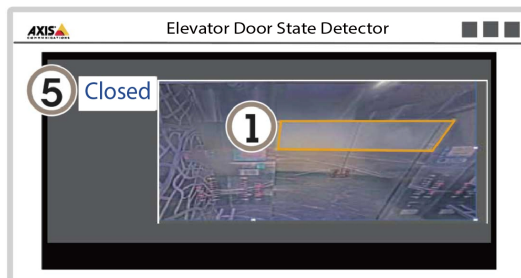 AXIS
COMMUNICATIONS
Elevator Door State Detector
5 Closed
1